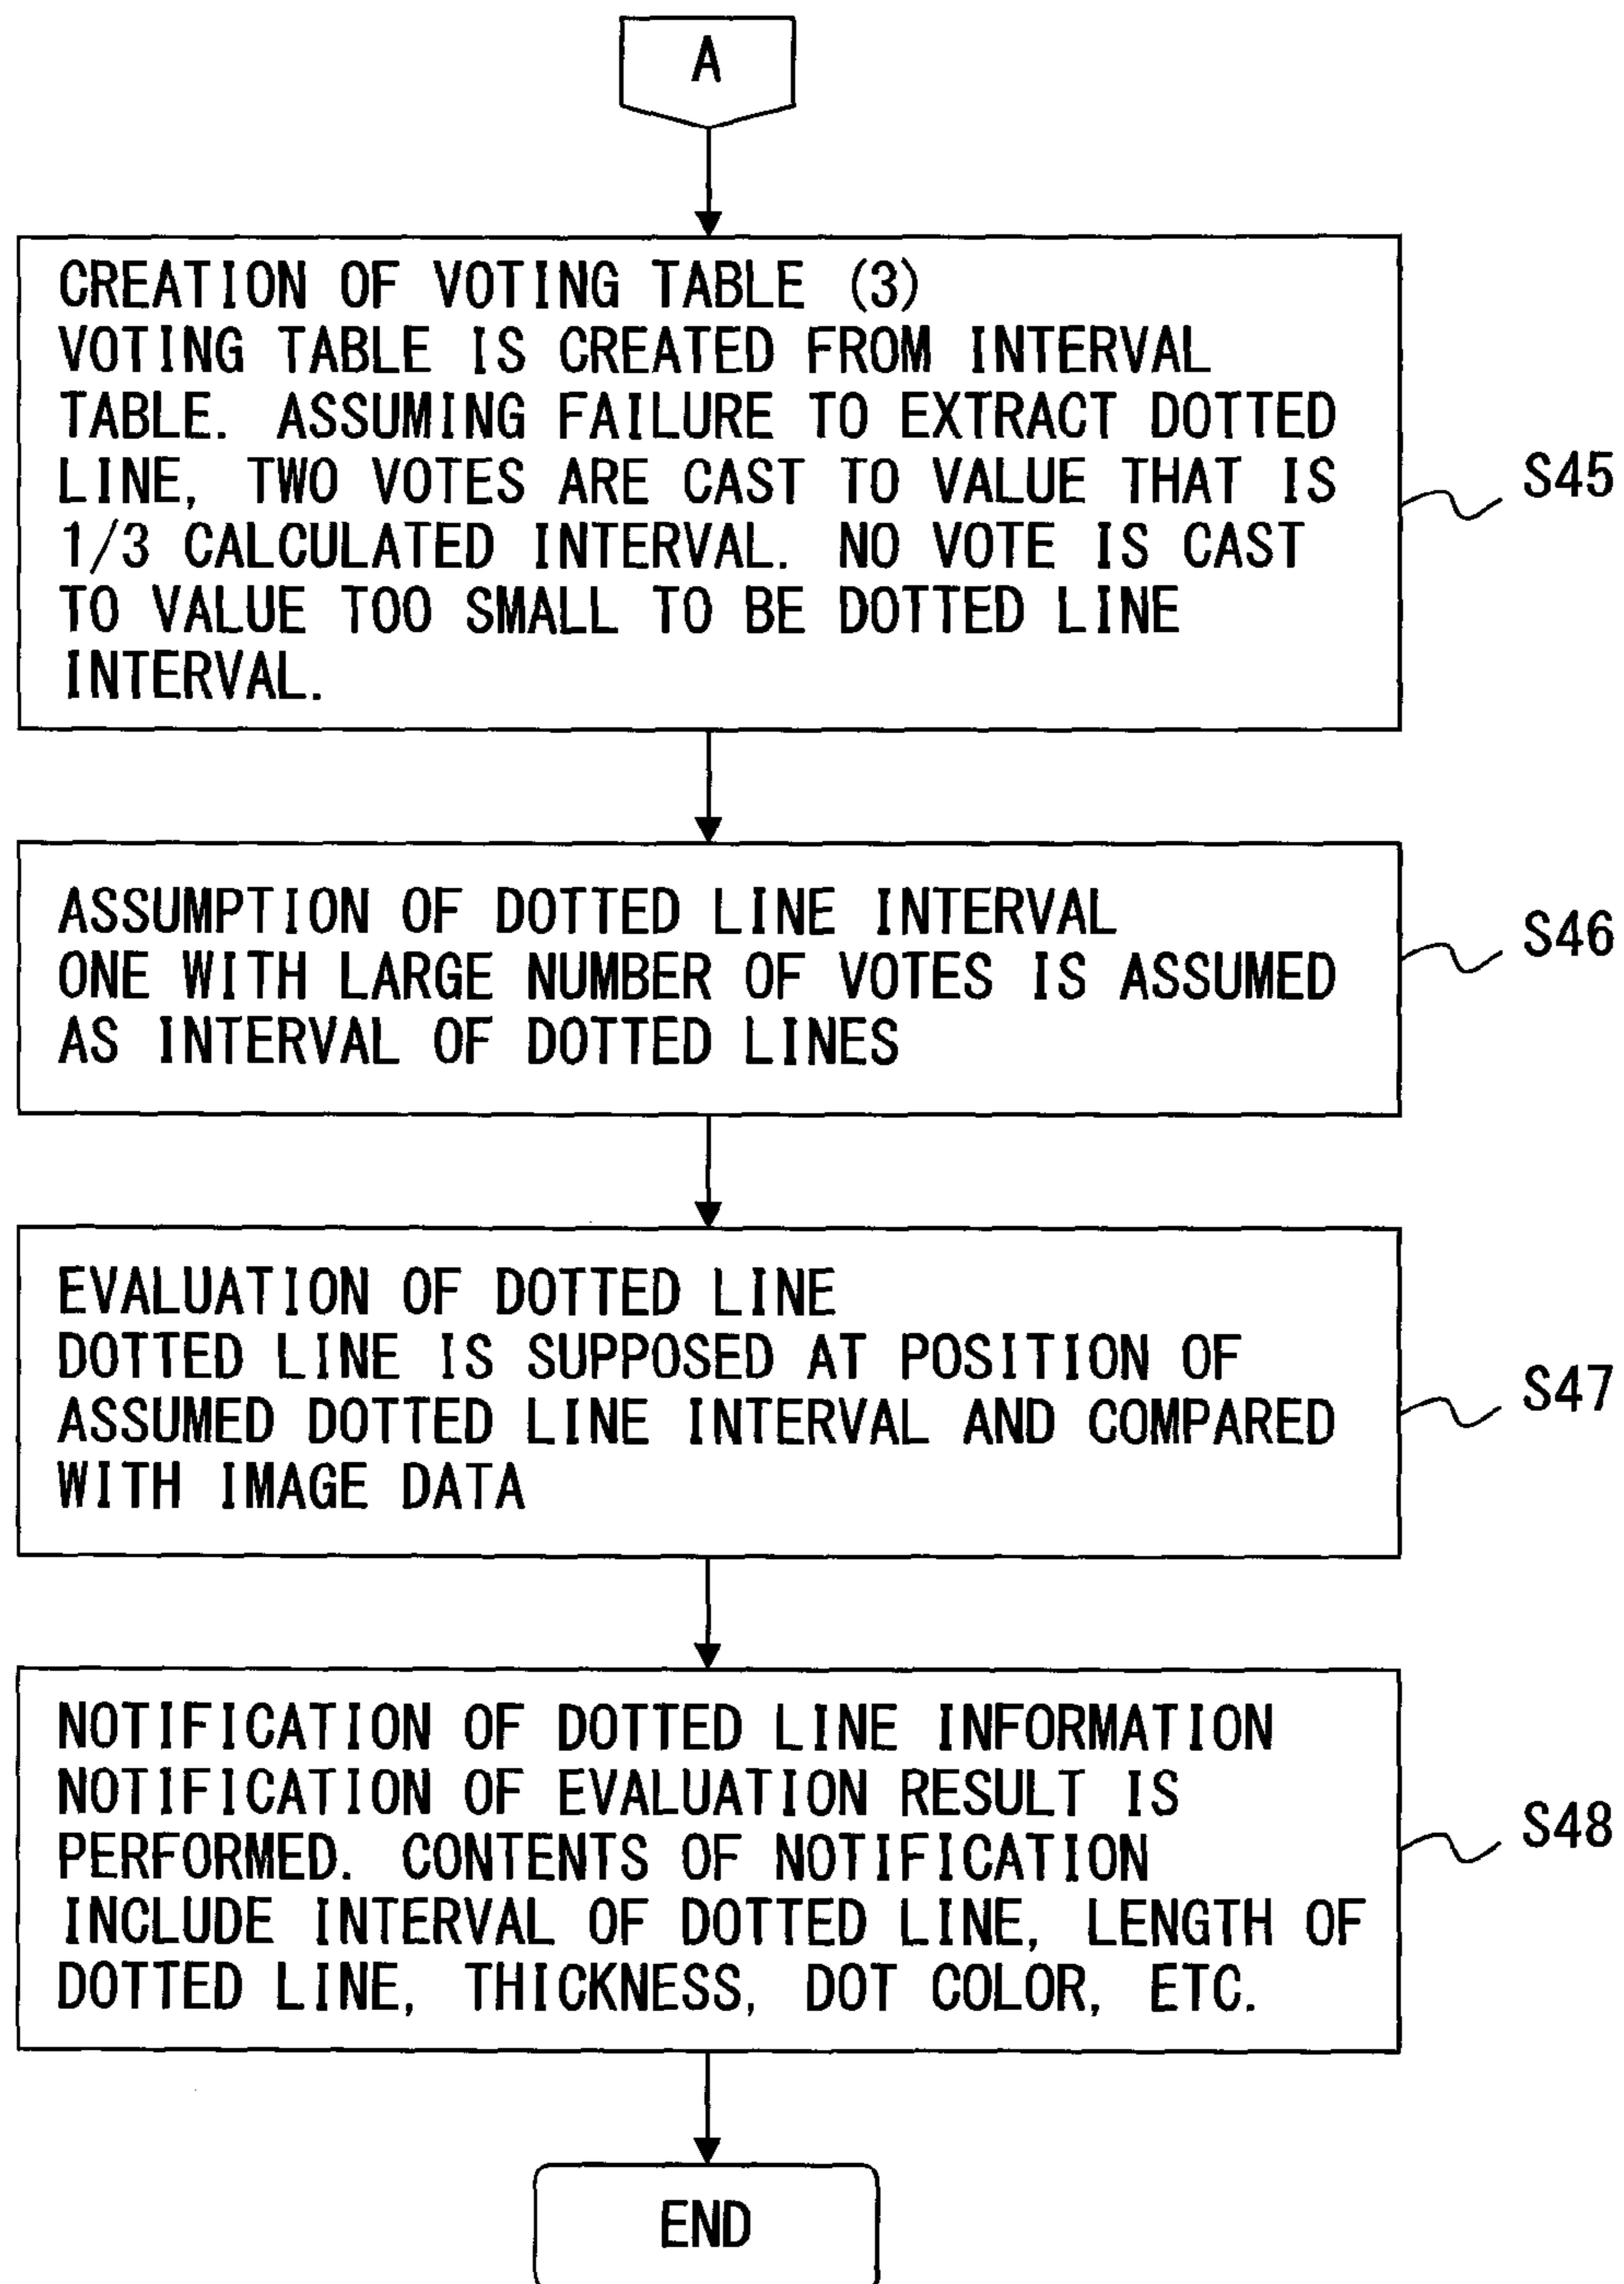 A
CREATION OF VOTING TABLE (3)
VOTING TABLE IS CREATED FROM INTERVAL
TABLE. ASSUMING FAILURE TO EXTRACT DOTTED
LINE, TWO VOTES ARE CAST TO VALUE THAT IS
1/3 CALCULATED INTERVAL. NO VOTE IS CAST
TO VALUE TOO SMALL TO BE DOTTED LINE
INTERVAL.
S45
ASSUMPTION OF DOTTED LINE INTERVAL
ONE WITH LARGE NUMBER OF VOTES IS ASSUMED
AS INTERVAL OF DOTTED LINES
S46
EVALUATION OF DOTTED LINE
DOTTED LINE IS SUPPOSED AT POSITION OF
ASSUMED DOTTED LINE INTERVAL AND COMPARED
WITH IMAGE DATA
S47
NOTIFICATION OF DOTTED LINE INFORMATION
NOTIFICATION OF EVALUATION RESULT IS
PERFORMED. CONTENTS OF NOTIFICATION
INCLUDE INTERVAL OF DOTTED LINE, LENGTH OF
DOTTED LINE, THICKNESS, DOT COLOR, ETC.
S48
END